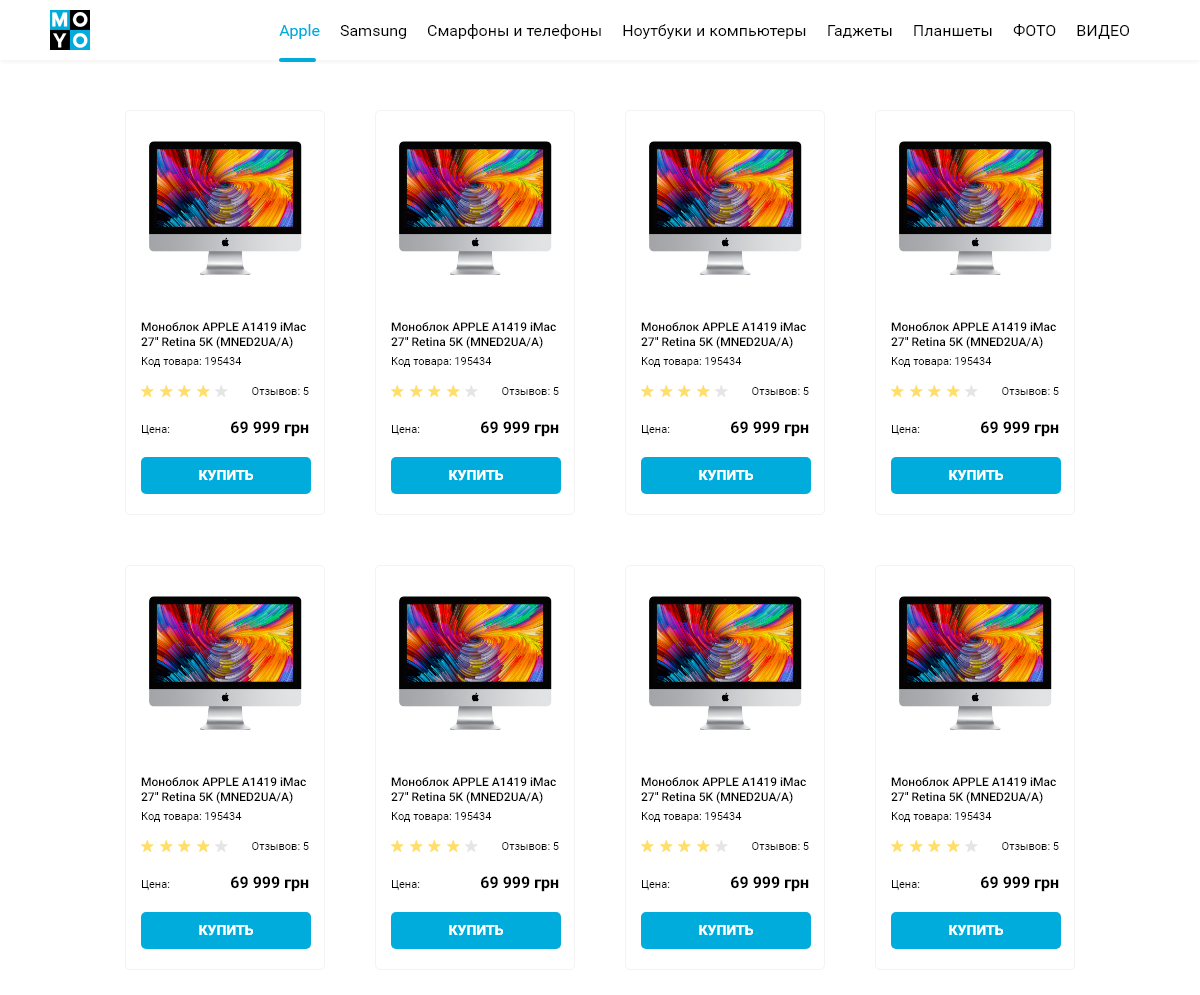 MO
YO
Apple Samsung Смарфоны и телефоны Ноутбуки и компьютеры Гаджеты Планшеты ФОТО ВИДЕО
Моноблок APPLE A1419 iMac
27" Retina 5K (MNED2UA/A)
Код товара: 195434
Отзывов: 5
Цена: 69 999 грн
КУПИТЬ
Моноблок APPLE A1419 iMac
27" Retina 5K (MNED2UA/A)
Код товара: 195434
Отзывов: 5
Цена: 69 999 грн
КУПИТЬ
Моноблок APPLE A1419 iMac
27" Retina 5K (MNED2UA/A)
Код товара: 195434
Отзывов: 5
Цена: 69 999 грн
КУПИТЬ
Моноблок APPLE A1419 iMac
27" Retina 5K (MNED2UA/A)
Код товара: 195434
Отзывов: 5
Цена: 69 999 грн
КУПИТЬ
Моноблок APPLE A1419 iMac
27" Retina 5K (MNED2UA/A)
Код товара: 195434
Отзывов: 5
Цена: 69 999 грн
КУПИТЬ
Моноблок APPLE A1419 iMac
27" Retina 5K (MNED2UA/A)
Код товара: 195434
Отзывов: 5
Цена: 69 999 грн
КУПИТЬ
Моноблок APPLE A1419 iMac
27" Retina 5K (MNED2UA/A)
Код товара: 195434
Отзывов: 5
Цена: 69 999 грн
КУПИТЬ
Моноблок APPLE A1419 iMac
27" Retina 5K (MNED2UA/A)
Код товара: 195434
Отзывов: 5
Цена: 69 999 грн
КУПИТЬ